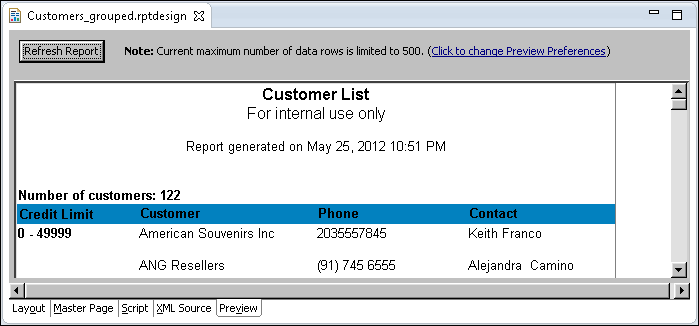 Customers_grouped.rptdesign
Refresh Report Note: Current maximum number of data rows is limited to 500. (Click to change Preview Preferences)
Customer List
For internal use only
Report generated on May 25, 2012 10:51 PM
Number of customers: 122
Credit Limit Customer Phone Contact
0 - 49999 American Souvenirs Inc 2035557845 Keith Franco
ANG Resellers (91) 745 6555 Alejandra Camino
Layout Master Page Script XML Source Preview